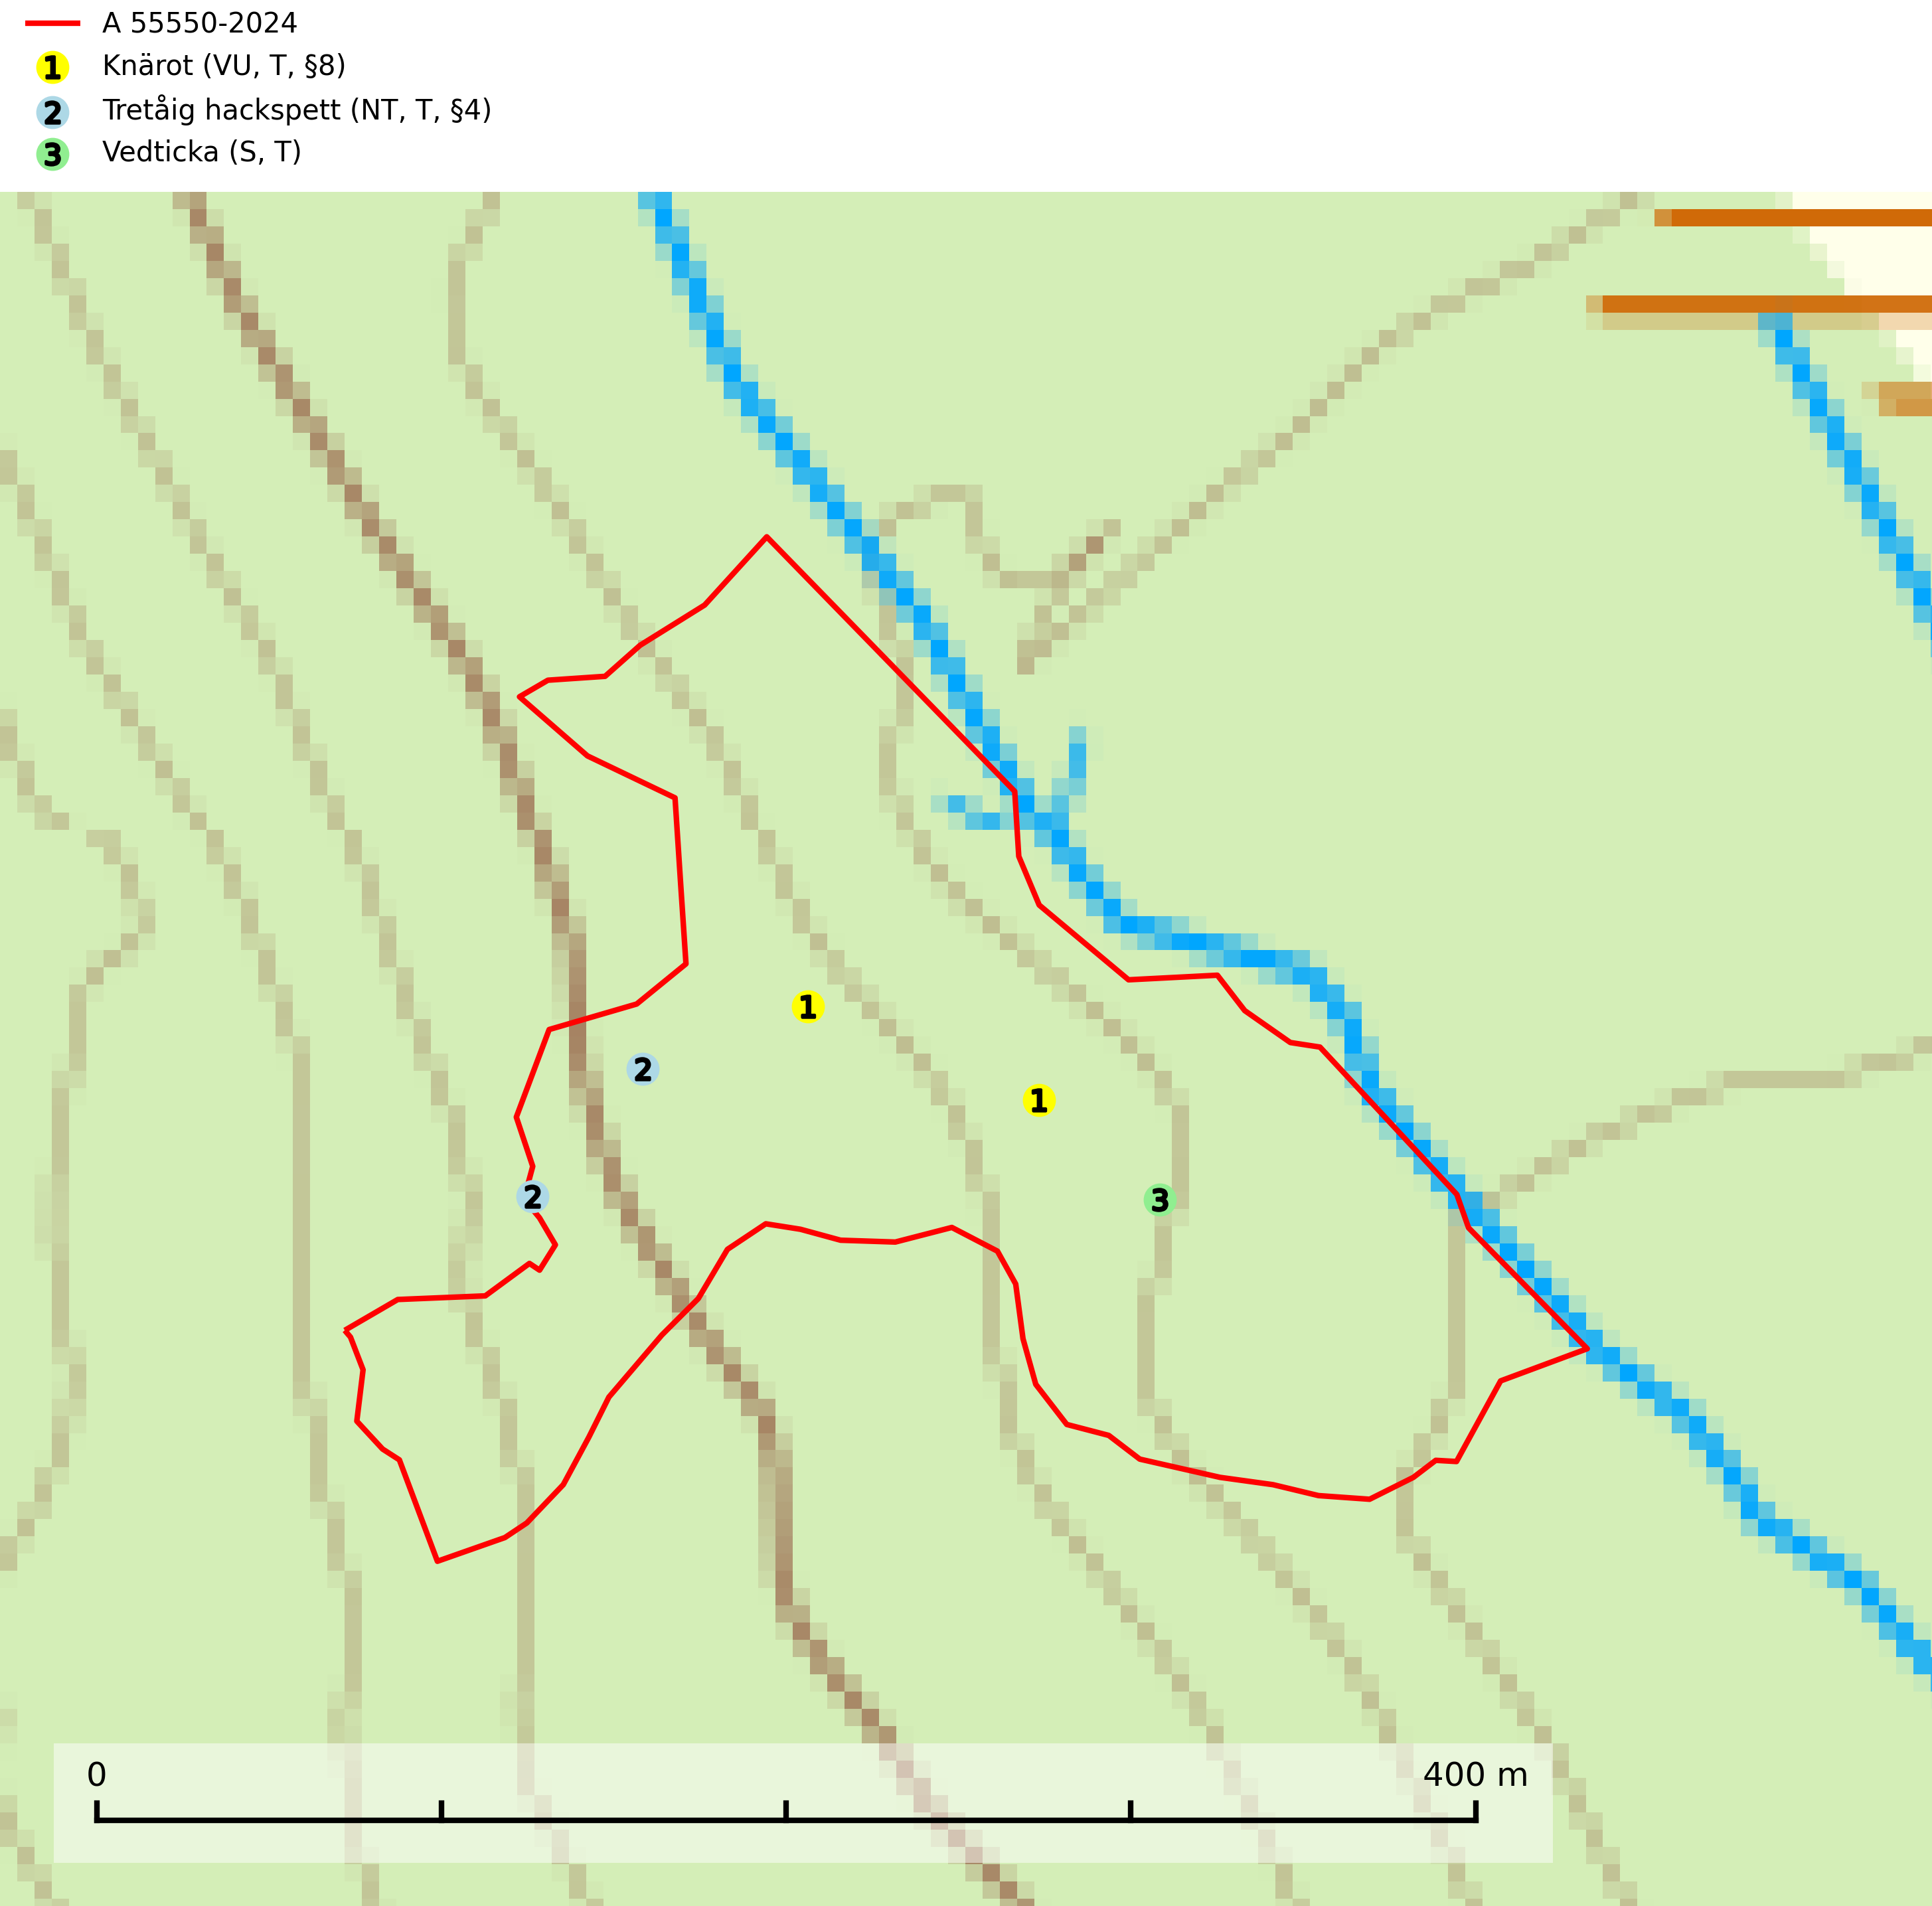 A 55550-2024
1 Knärot (VU, T, §8)
2 Tretåig hackspett (NT, T, §4)
3 Vedticka (S, T)
1
2
1
2
3
0 400 m